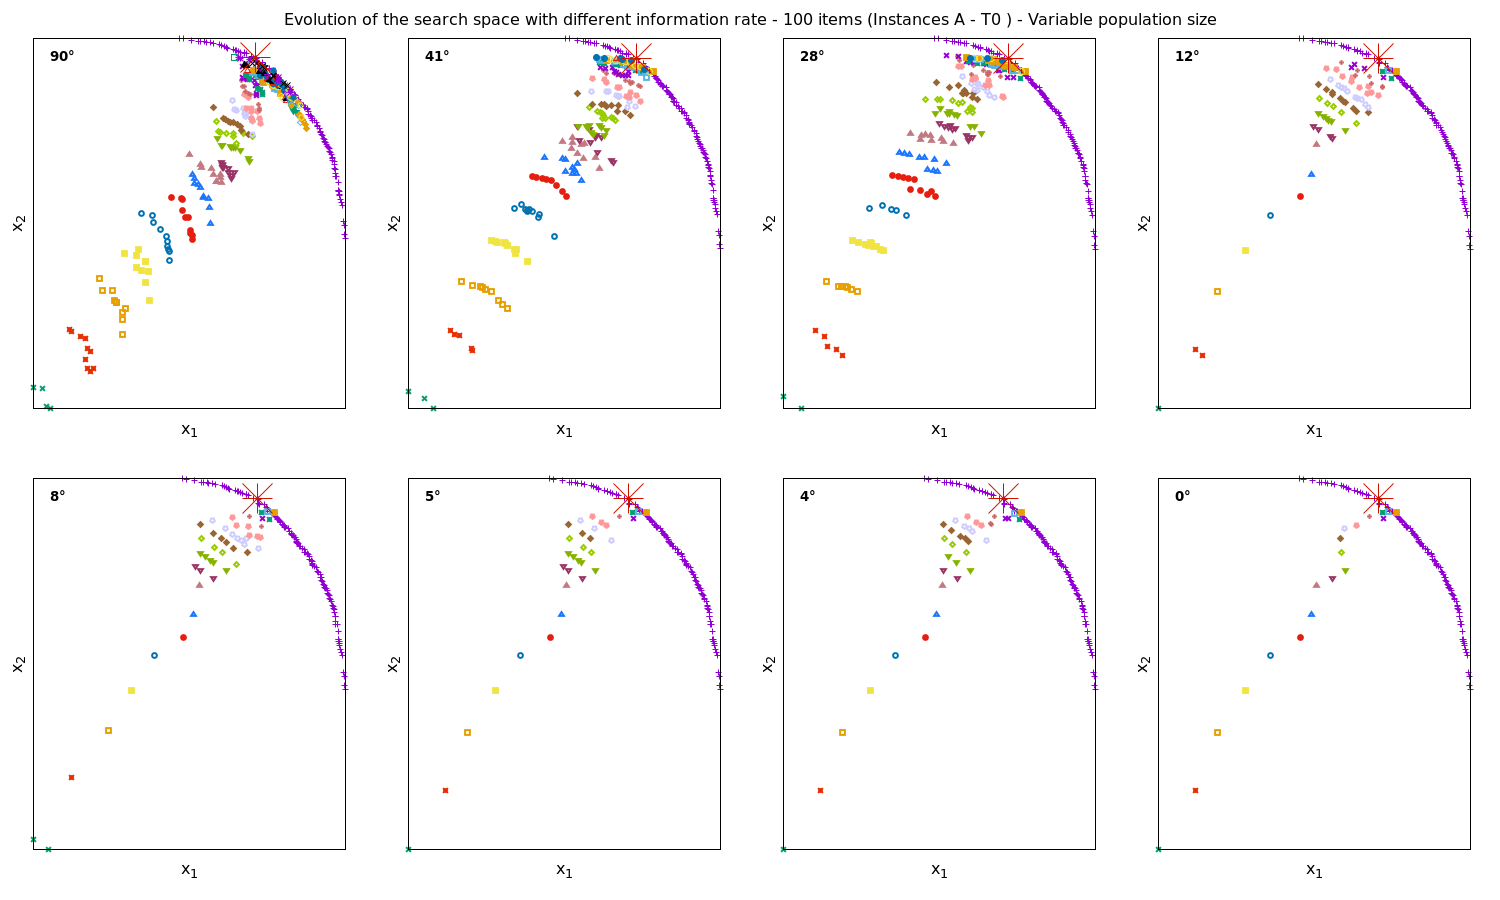 Evolution of the search space with different information rate - 100 items (Instances A - T0 ) - Variable population size
90°
41°
28°
12°
x2
x2
x2
x2
x1
x1
x1
x1
8°
5°
4°
0°
x2
x2
x2
x2
x1
x1
x1
x1